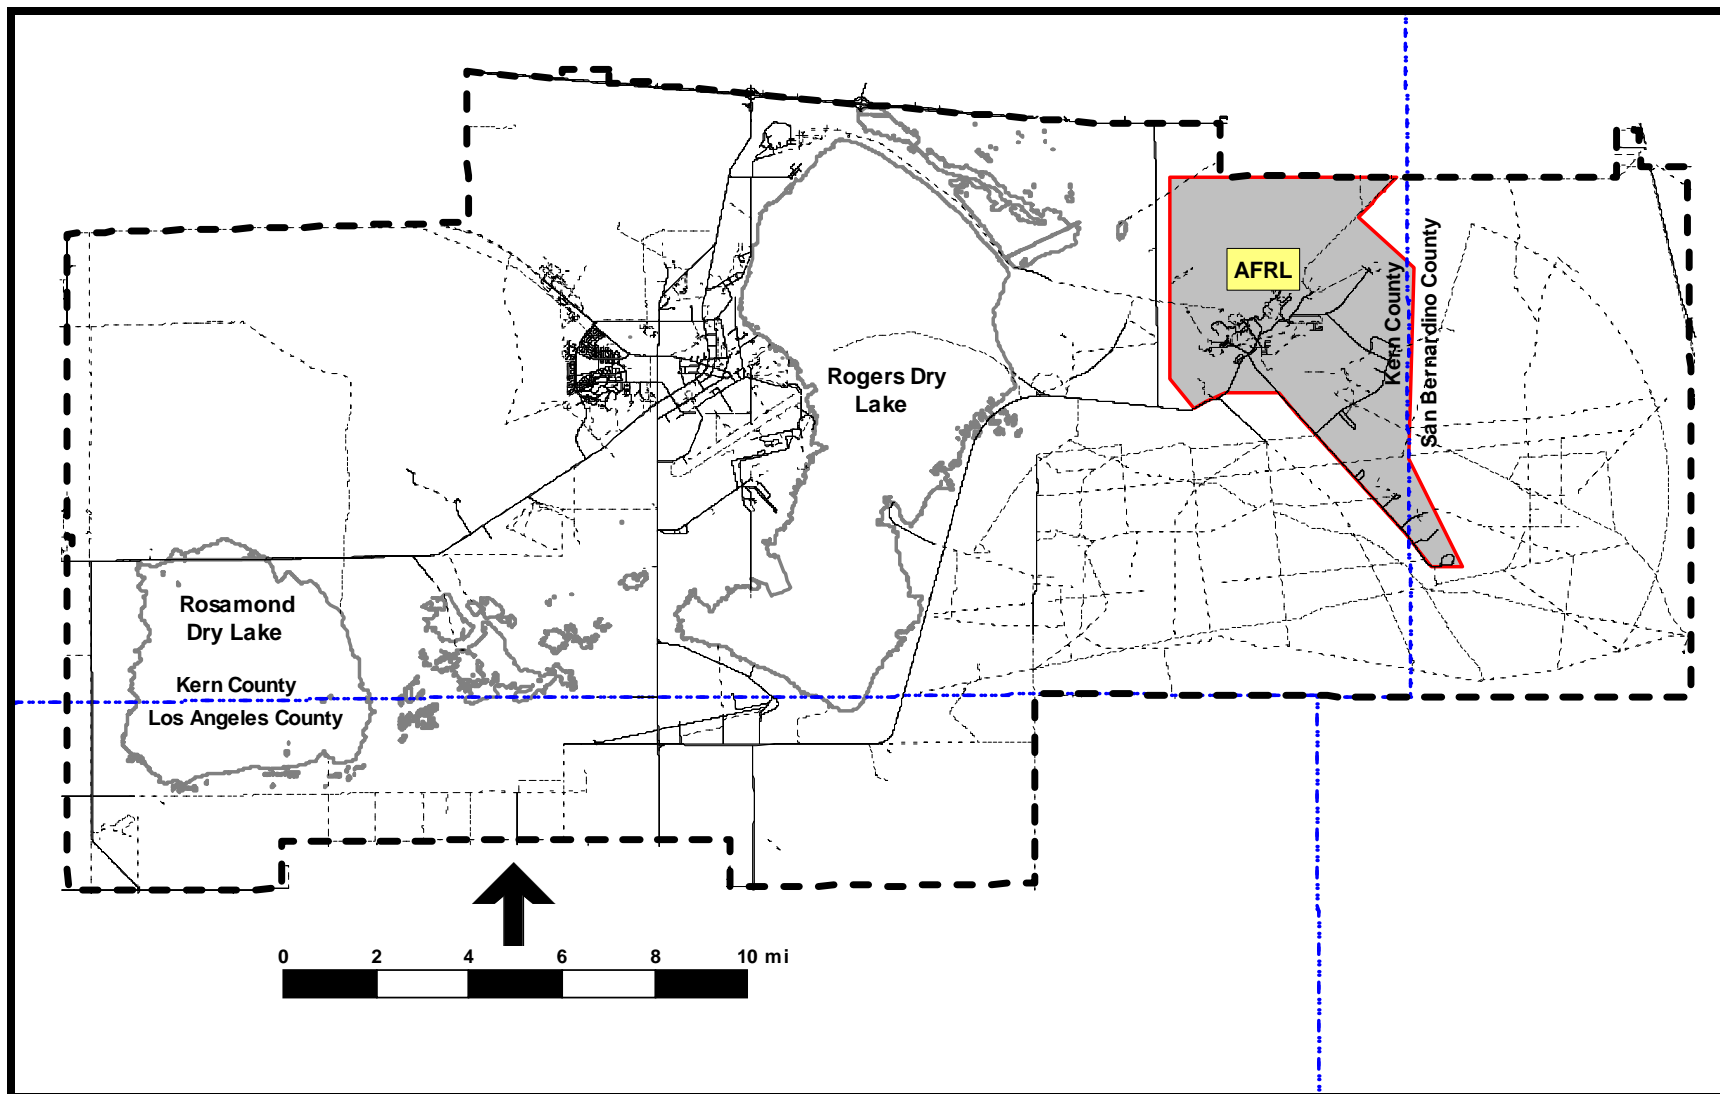 AFRL
Kern County
San Bernardino County
Rogers Dry
Lake
Rosamond
Dry Lake
Kern County
Los Angeles County
0 2 4 6 8 10 mi